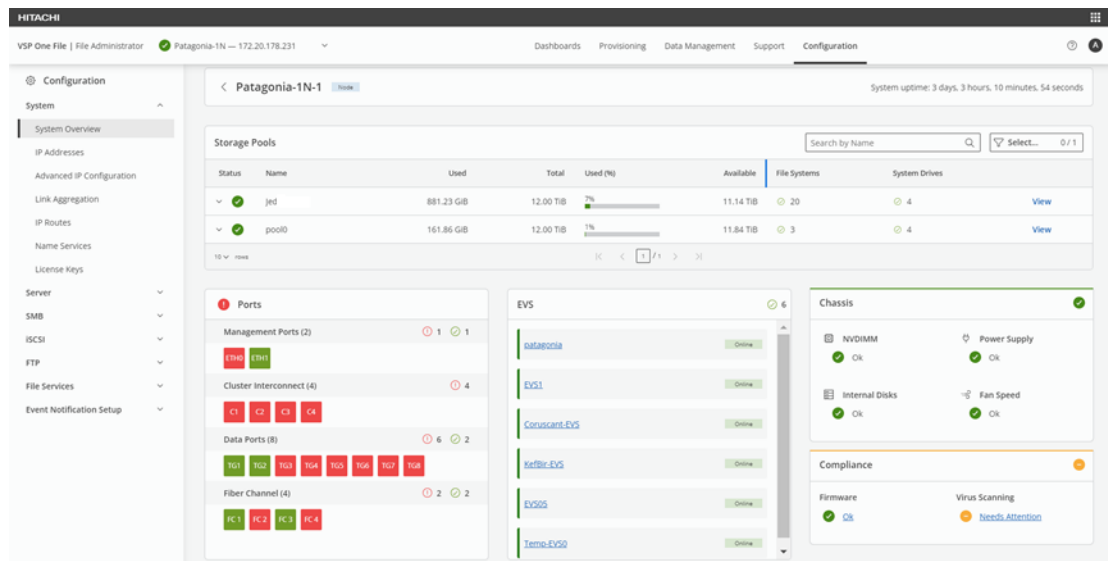 HITACHI
VSP One File | File Administrator
Patagonia-1N — 172.20.178.231
Dashboards Provisioning Data Management Support Configuration
A
Configuration
System
System Overview
IP Addresses
Advanced IP Configuration
Link Aggregation
IP Routes
Name Services
License Keys
Server
SMB
iSCSI
FTP
File Services
Event Notification Setup
Patagonia-1N-1 Node
System uptime: 3 days, 3 hours, 10 minutes, 54 seconds
Storage Pools
Search by Name
Select... 0 / 1
Status Name Used Total Used (%) Available File Systems System Drives
Jed 881.23 GiB 12.00 TiB 7% 11.14 TiB 20 4 View
pool0 161.86 GiB 12.00 TiB 1% 11.84 TiB 3 4 View
10 rows
1 / 1
Ports
Management Ports (2) 1 1
ETH0 ETH1
Cluster Interconnect (4) 4
C1 C2 C3 C4
Data Ports (8) 6 2
TG1 TG2 TG3 TG4 TG5 TG6 TG7 TG8
Fiber Channel (4) 2 2
FC 1 FC 2 FC 3 FC 4
EVS 6
patagonia Online
EVS1 Online
Coruscant-EVS Online
KefBir-EVS Online
EVS05 Online
Temp-EVS0 Online
Chassis
NVDIMM
Ok
Power Supply
Ok
Internal Disks
Ok
Fan Speed
Ok
Compliance
Firmware
Ok
Virus Scanning
Needs Attention